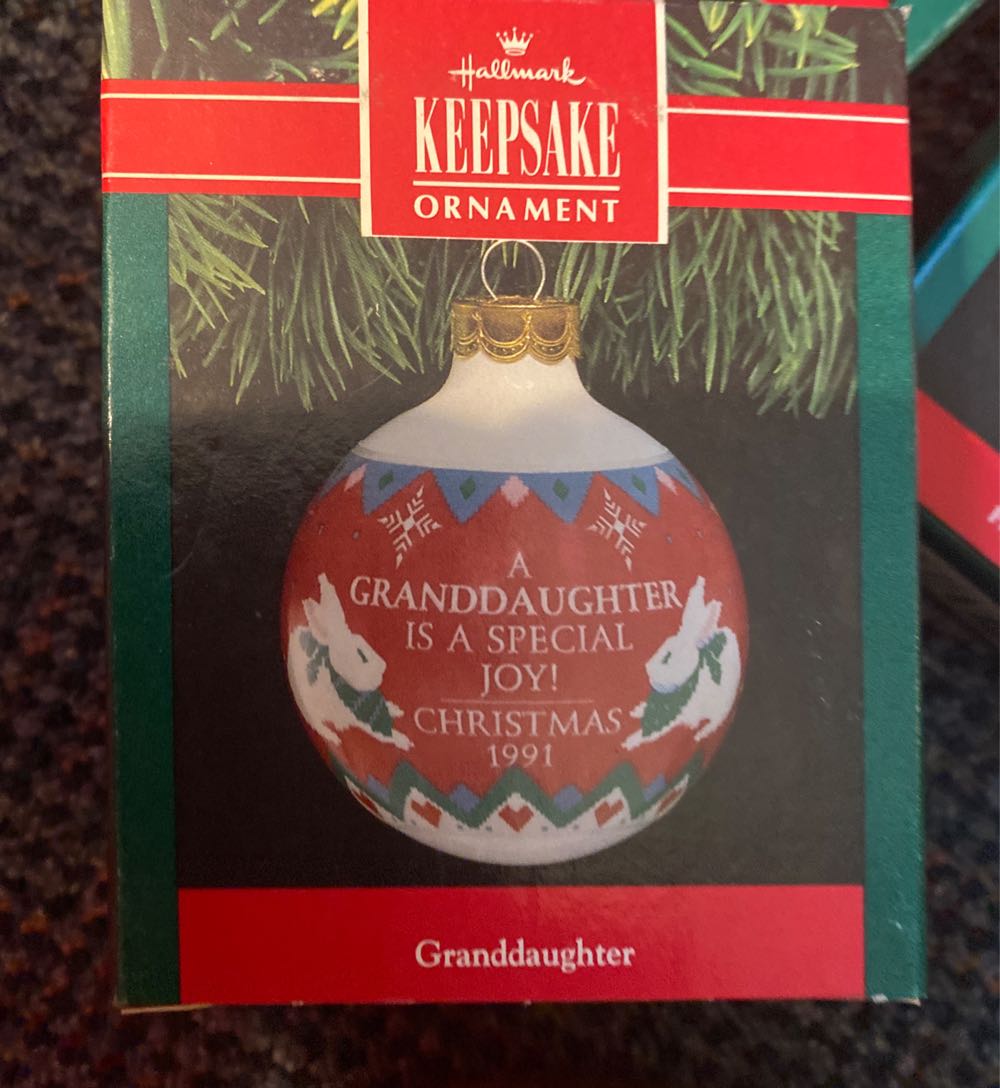 Hallmark
KEEPSAKE
ORNAMENT
A
GRANDDAUGHTER
IS A SPECIAL
JOY!
CHRISTMAS
1991
Granddaughter